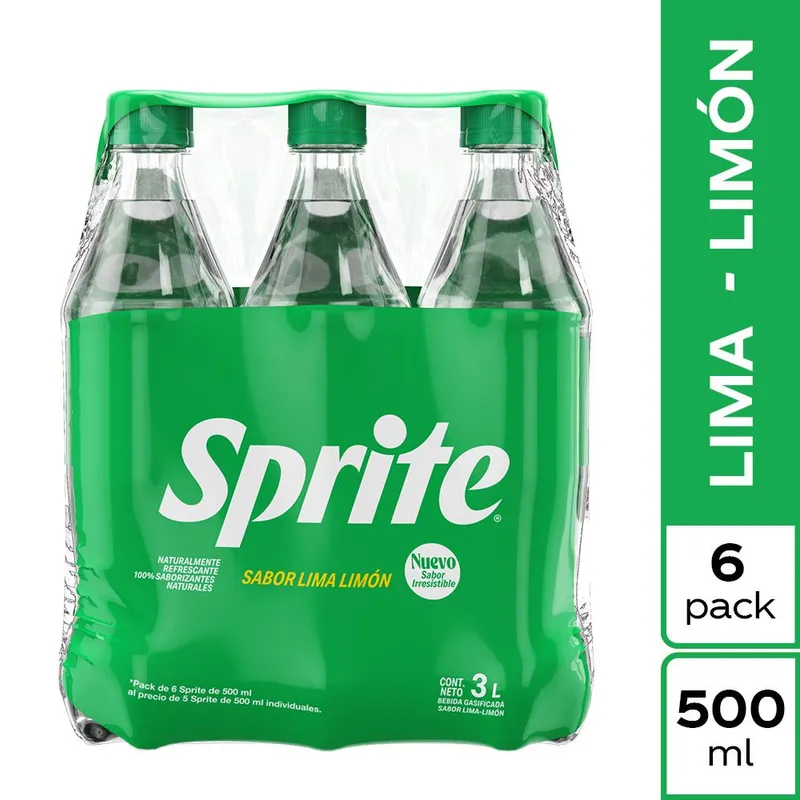 Sprite®
NATURALMENTE
REFRESCANTE
100% SABORIZANTES
NATURALES
SABOR LIMA LIMÓN
Nuevo
Sabor
Irresistible
*Pack de 6 Sprite de 500 ml
al precio de 5 Sprite de 500 ml individuales.
CONT.
NETO 3 L
BEBIDA GASIFICADA
SABOR LIMA-LIMÓN
LIMA - LIMÓN
6
pack
500
ml